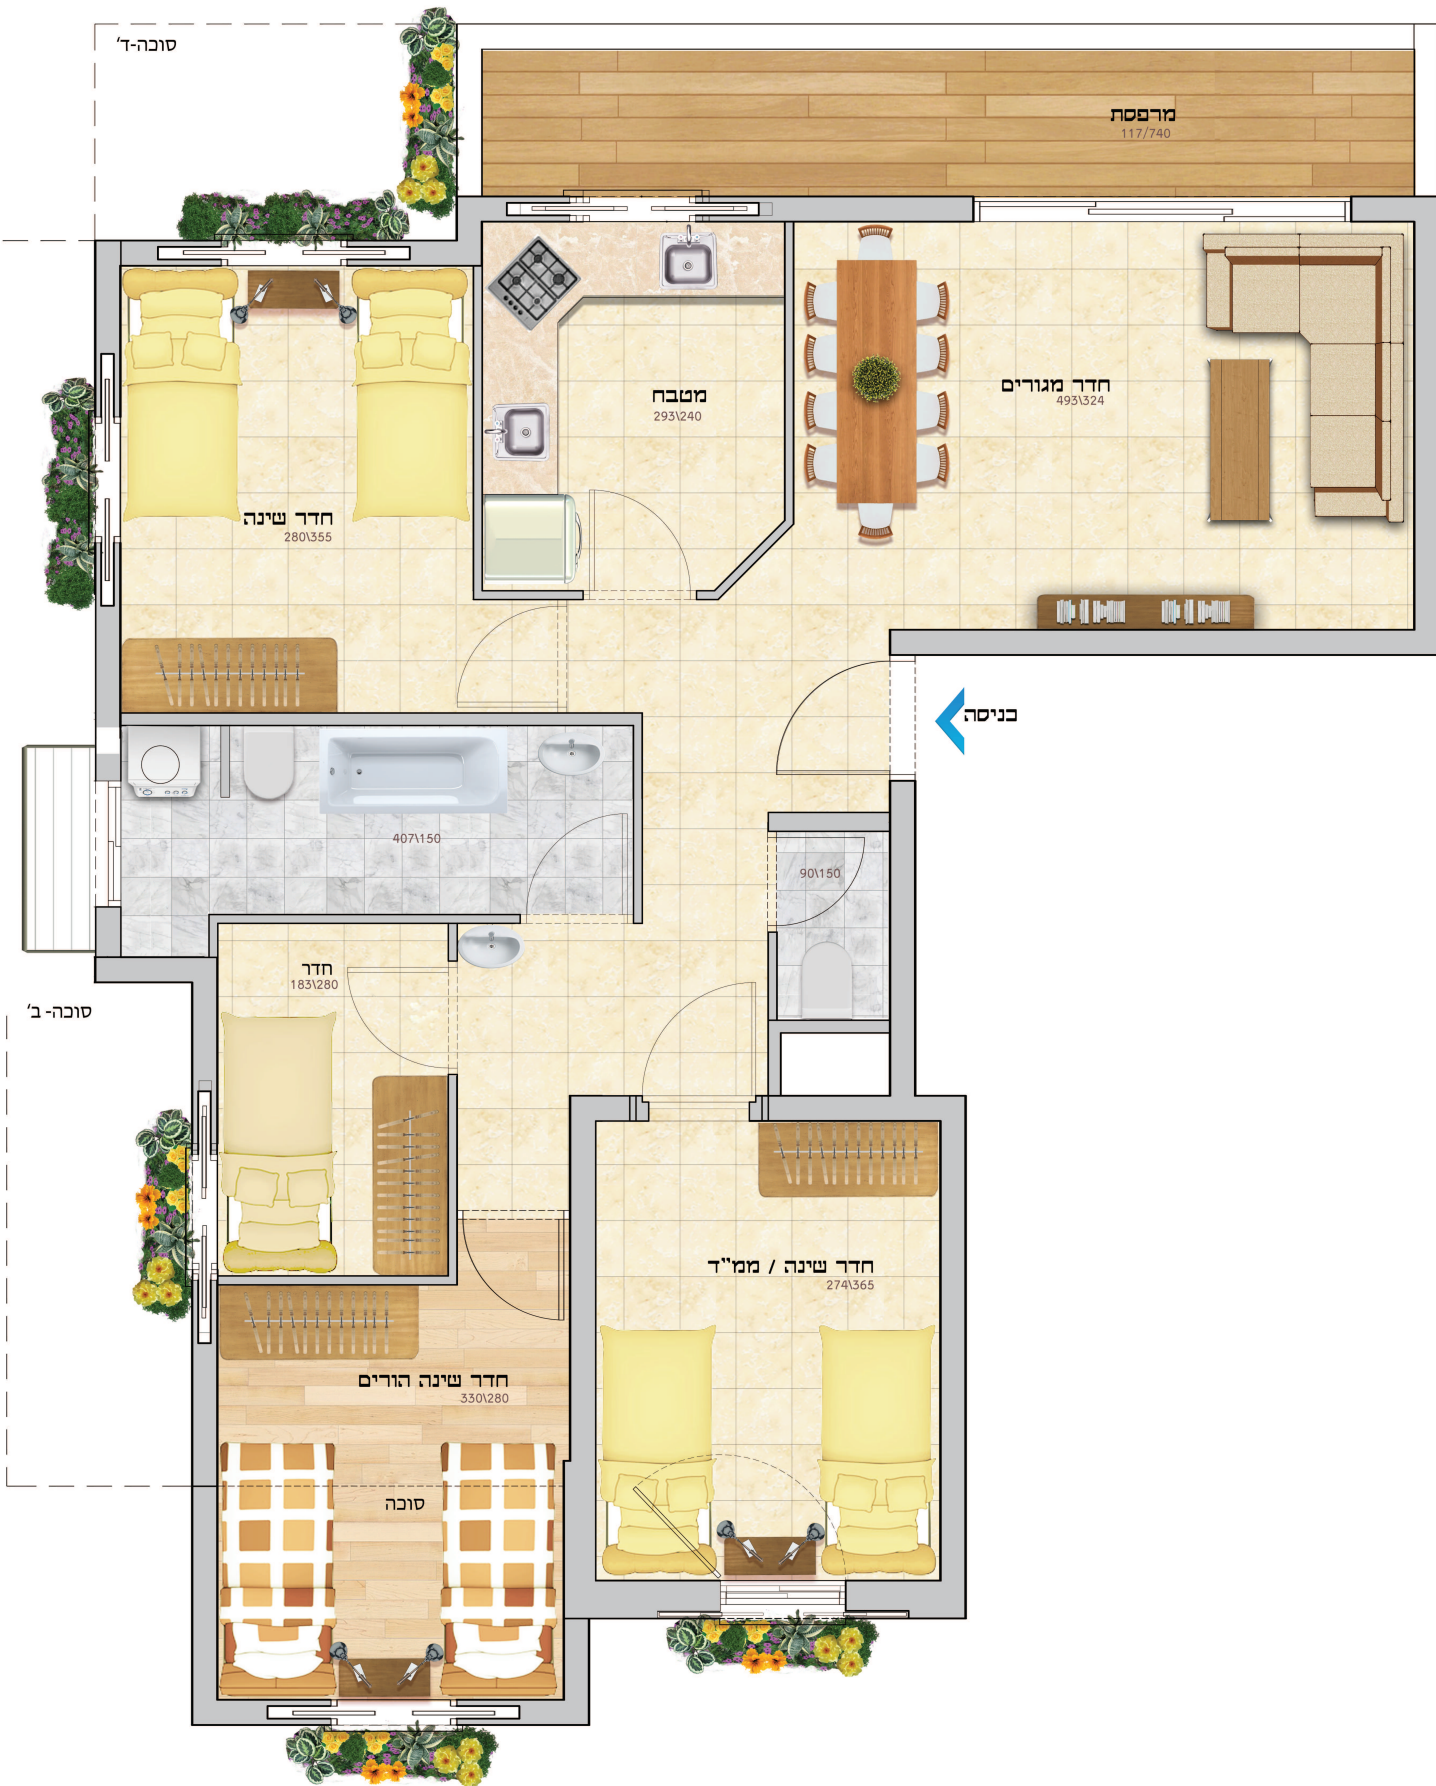 סוכה-ד'
מרפסת
117/740
חדר מגורים
493\324
מטבח
293\240
חדר שינה
280\355
כניסה
407\150
90\150
חדר
183\280
סוכה- ב'
חדר שינה / ממ"ד
274\365
חדר שינה הורים
330\280
סוכה